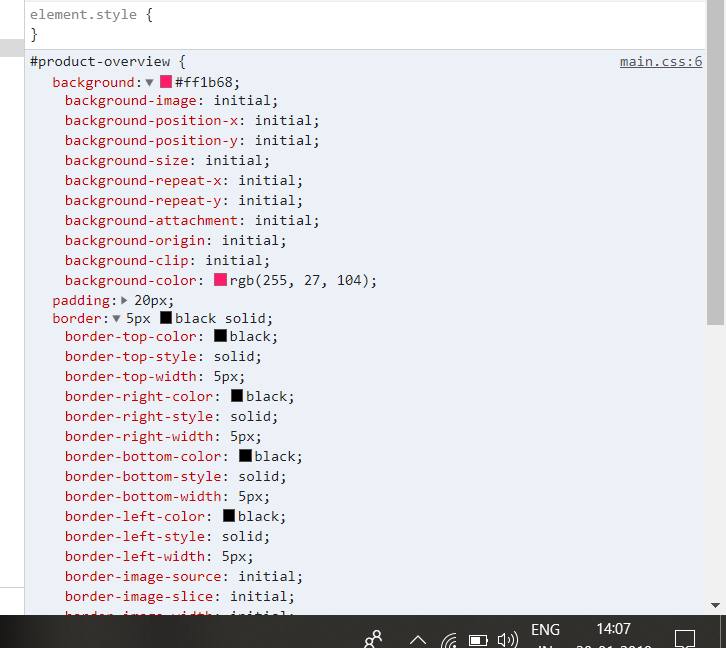 element.style {
}
#product-overview {
main.css:6
background: #ff1b68;
background-image: initial;
background-position-x: initial;
background-position-y: initial;
background-size: initial;
background-repeat-x: initial;
background-repeat-y: initial;
background-attachment: initial;
background-origin: initial;
background-clip: initial;
background-color: rgb(255, 27, 104);
padding: 20px;
border: 5px black solid;
border-top-color: black;
border-top-style: solid;
border-top-width: 5px;
border-right-color: black;
border-right-style: solid;
border-right-width: 5px;
border-bottom-color: black;
border-bottom-style: solid;
border-bottom-width: 5px;
border-left-color: black;
border-left-style: solid;
border-left-width: 5px;
border-image-source: initial;
border-image-slice: initial;
border-image-width: initial;
ENG
14:07